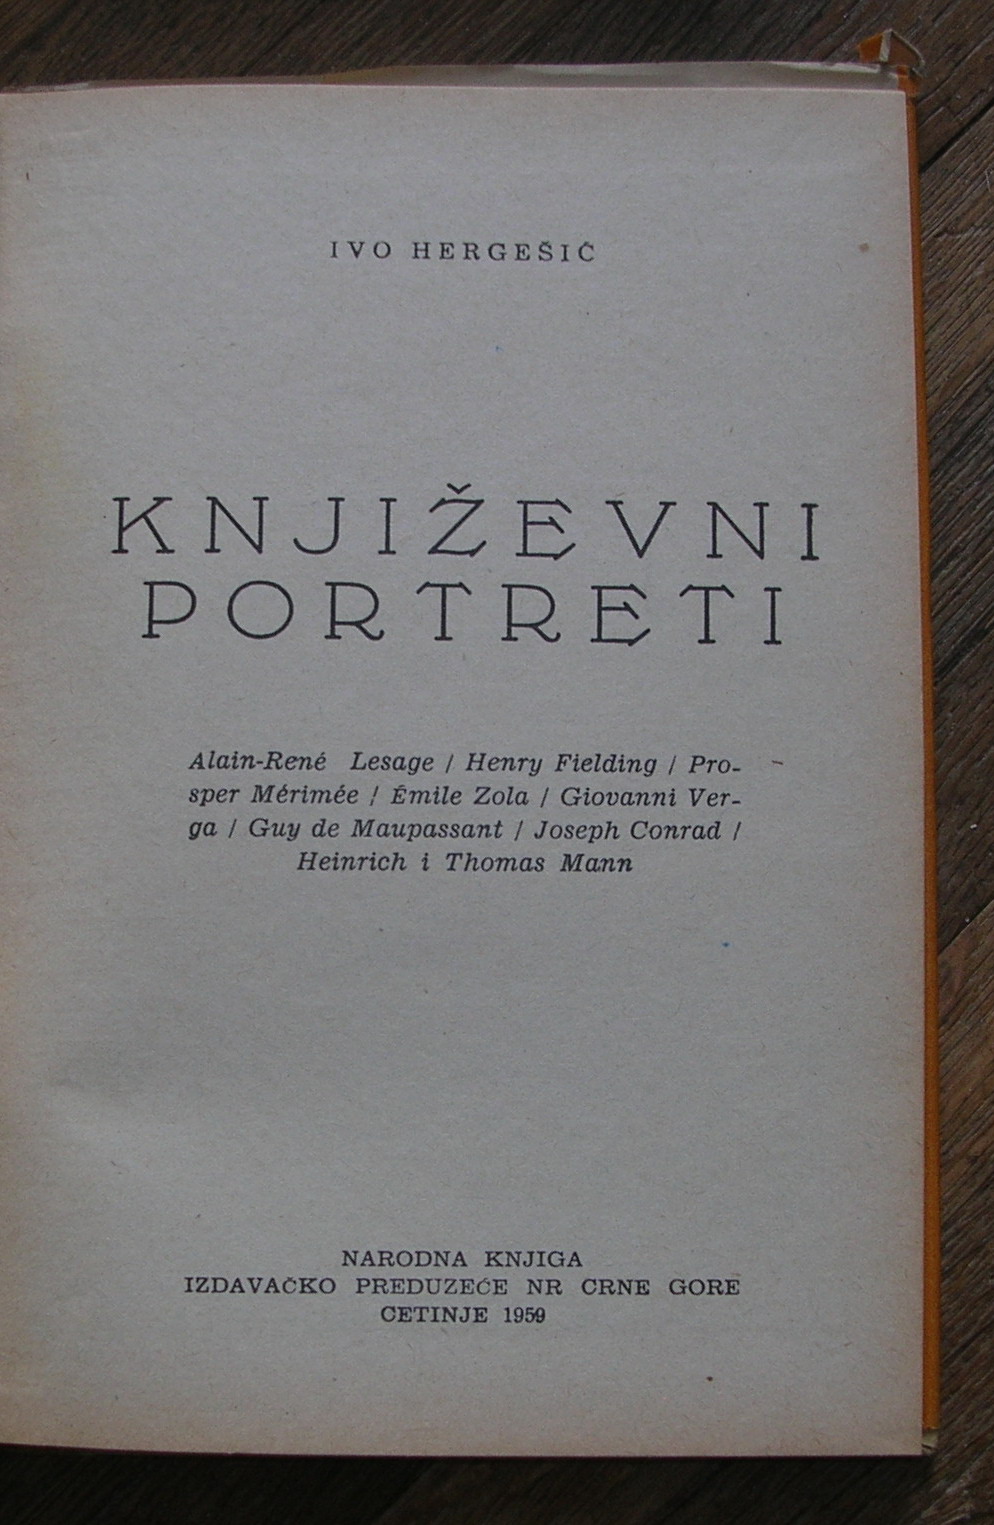 IVO HERGEŠIĆ
KNJIŽEVNI
PORTRETI
Alain-René Lesage / Henry Fielding / Pro-
sper Mérimée / Émile Zola / Giovanni Ver-
ga / Guy de Maupassant / Joseph Conrad /
Heinrich i Thomas Mann
NARODNA KNJIGA
IZDAVAČKO PREDUZEĆE NR CRNE GORE
CETINJE 1959